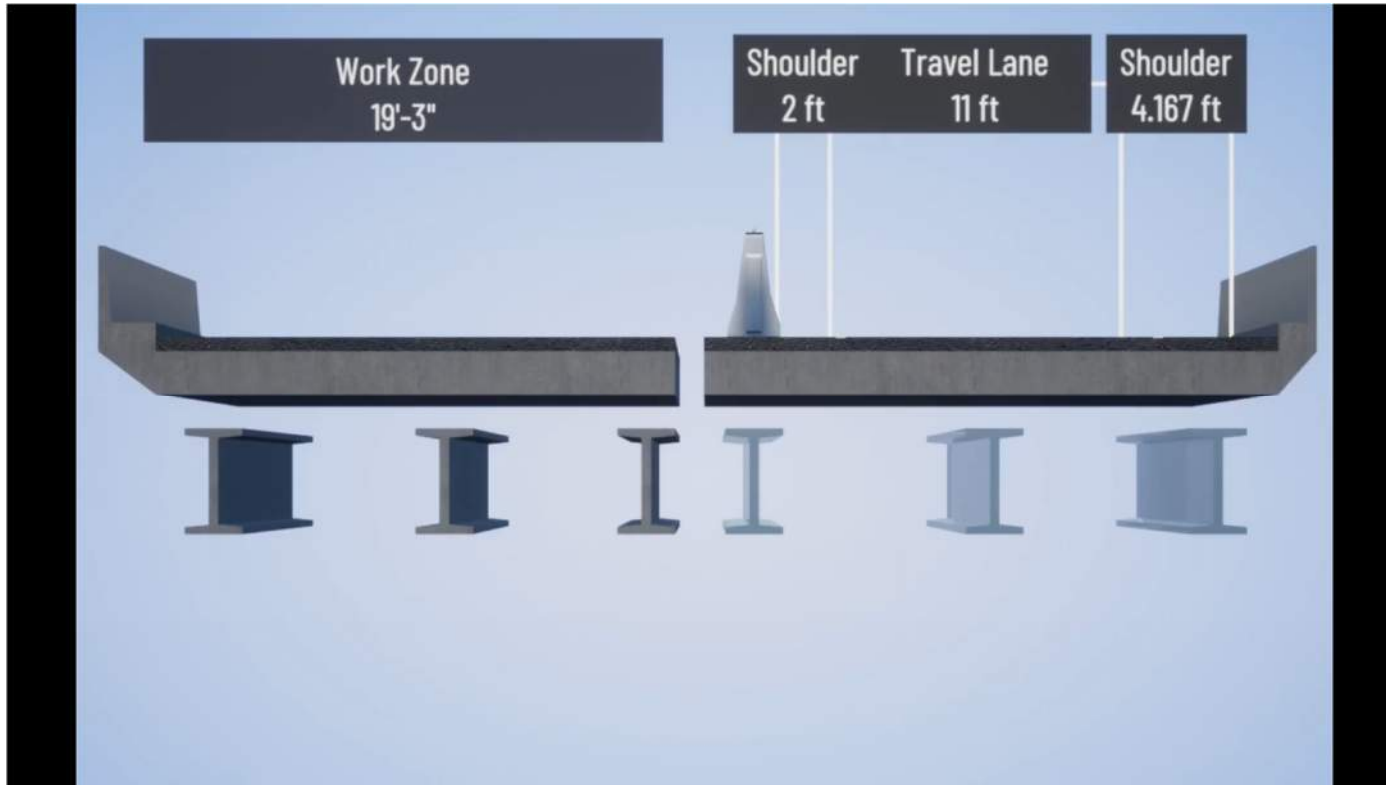 Work Zone
19'-3"
Shoulder
2 ft
Travel Lane
11 ft
Shoulder
4.167 ft